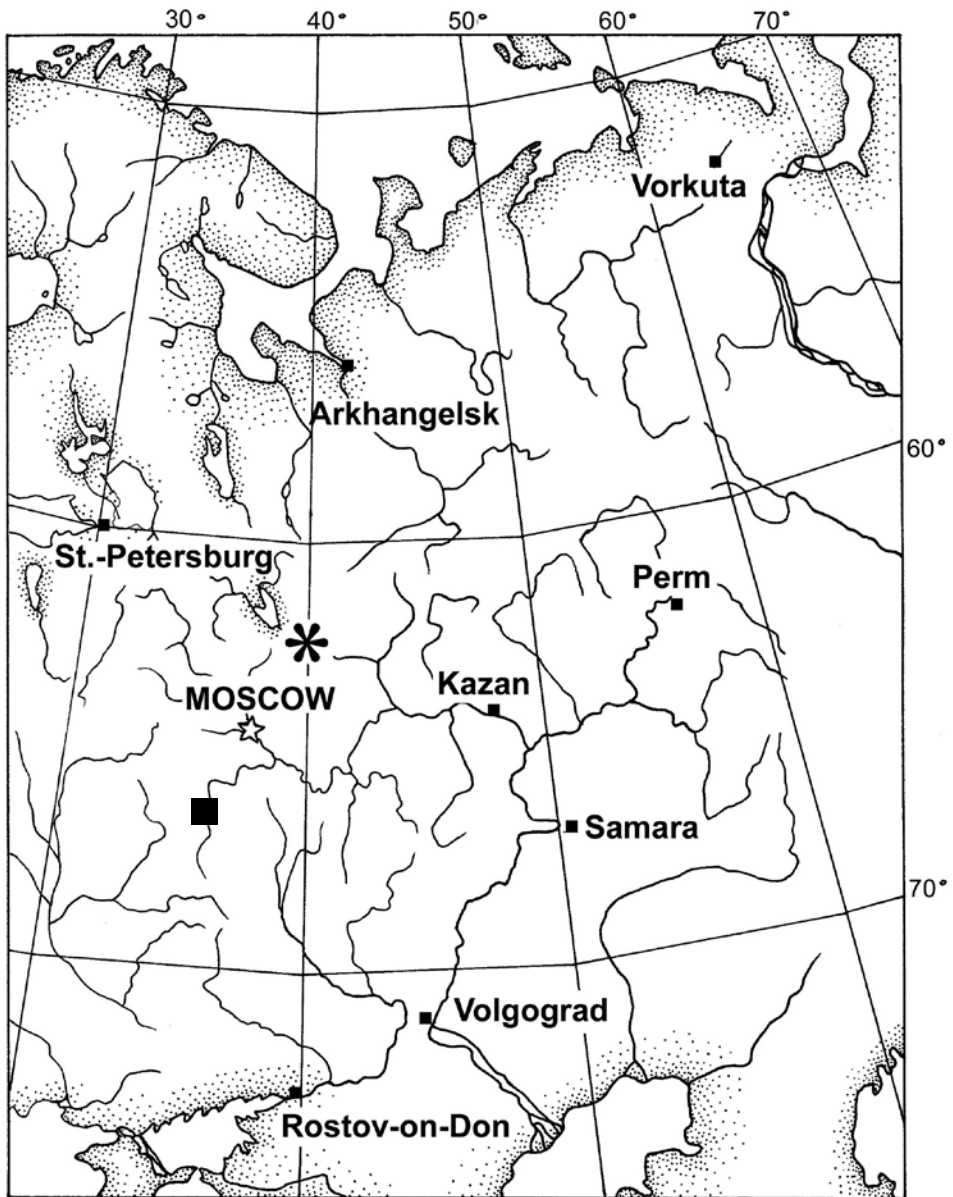 30° 40° 50° 60° 70°
Vorkuta
Arkhangelsk
60°
St.-Petersburg
Perm
Kazan
MOSCOW
Samara
70°
Volgograd
Rostov-on-Don